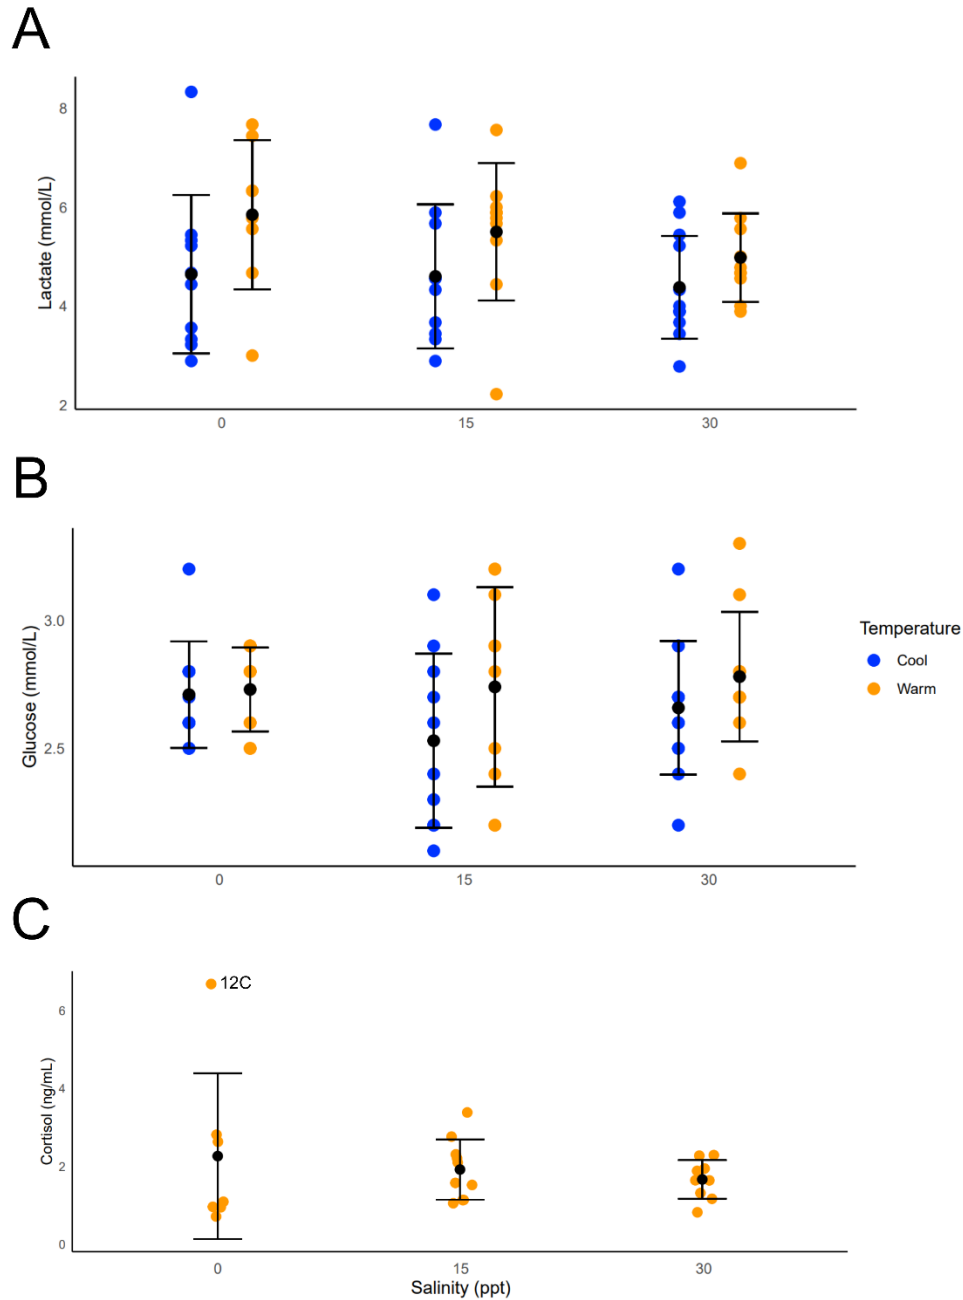 A
Lactate (mmol/L)
8
6
4
2
0 15 30
B
Glucose (mmol/L)
3.0
2.5
0 15 30
Temperature
Cool
Warm
C
Cortisol (ng/mL)
12C
6
4
2
0
0 15 30
Salinity (ppt)